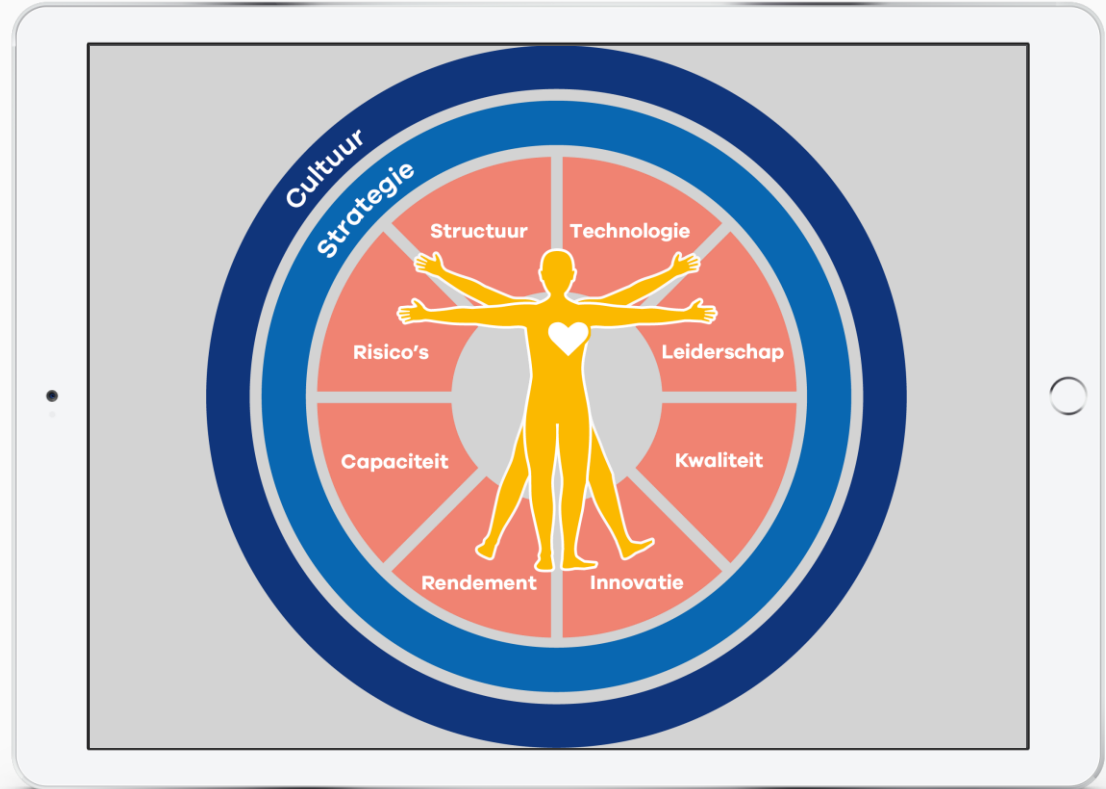 Cultuur
Strategie
Structuur
Technologie
Risico's
Leiderschap
Capaciteit
Kwaliteit
Rendement
Innovatie